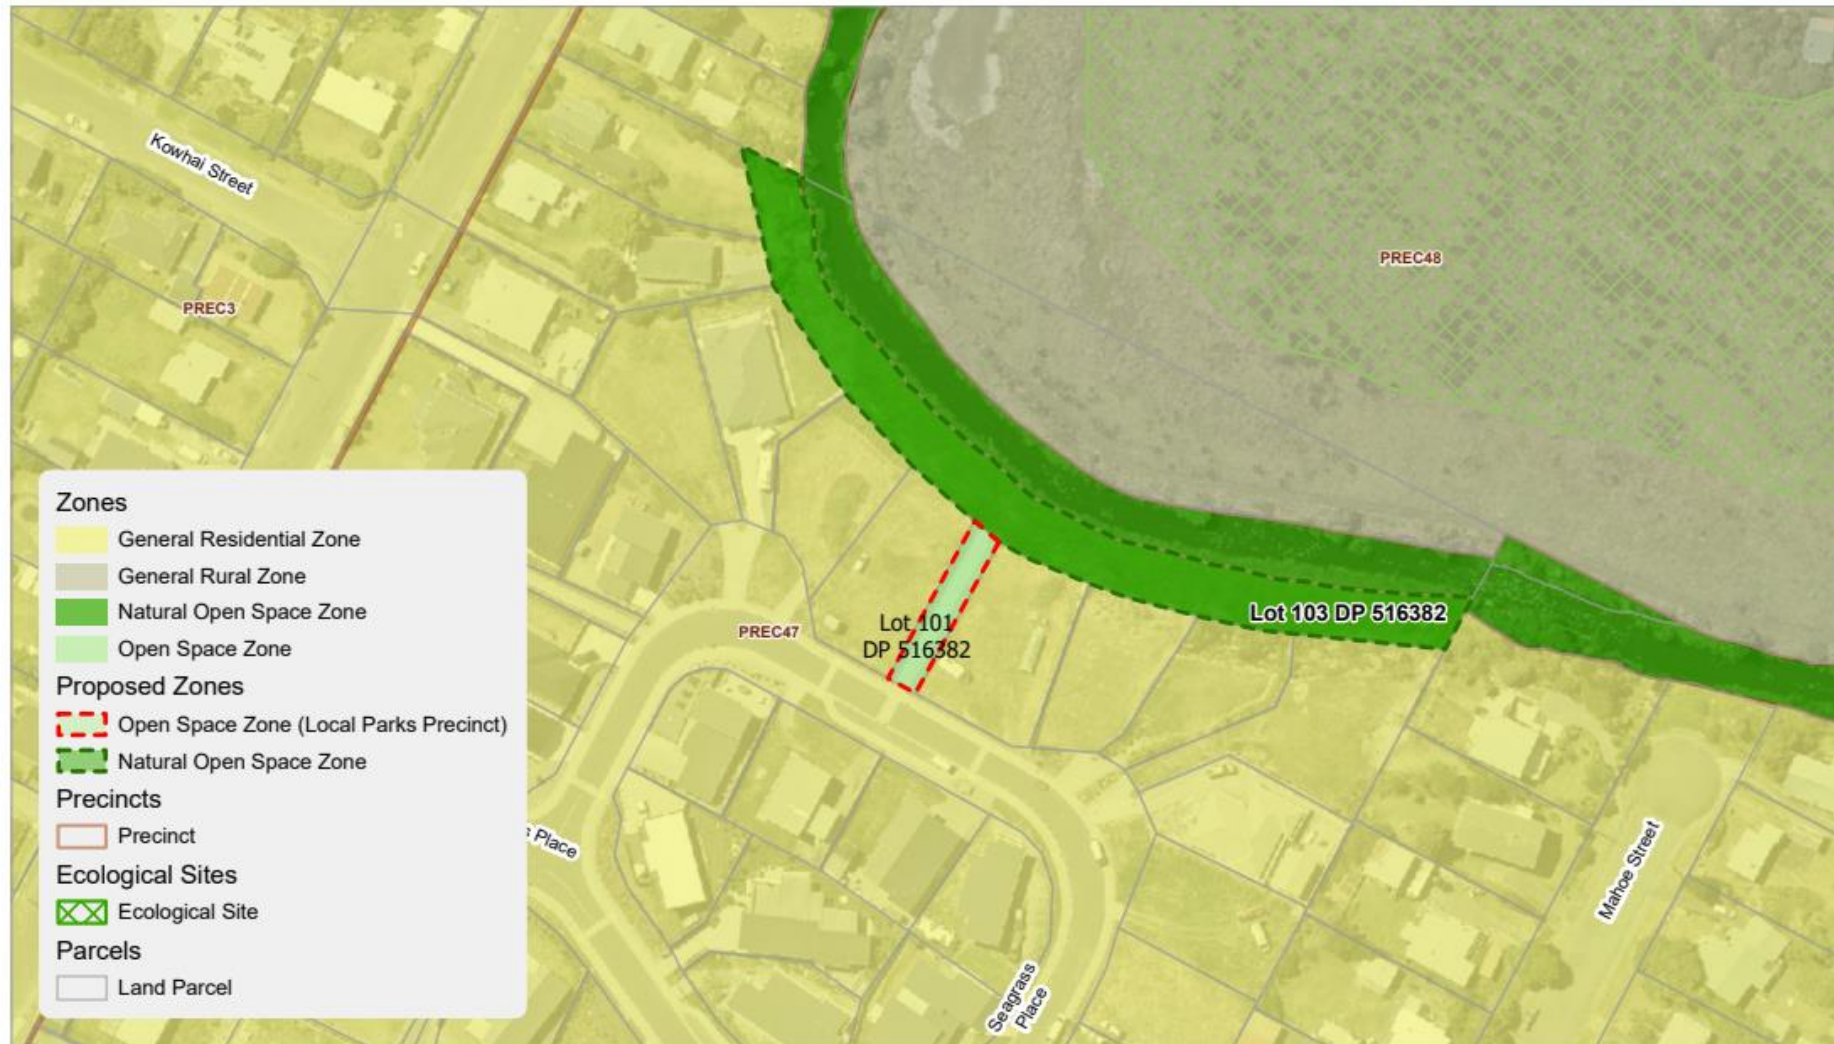 Kowhai Street
PREC48
PREC3
Lot 103 DP 516382
Lot 101
DP 516382
PREC47
Zones
General Residential Zone
General Rural Zone
Natural Open Space Zone
Open Space Zone
Proposed Zones
Open Space Zone (Local Parks Precinct)
Natural Open Space Zone
Precincts
Precinct
Ecological Sites
Ecological Site
Parcels
Land Parcel
Place
Mahoe Street
Seagrass
Place